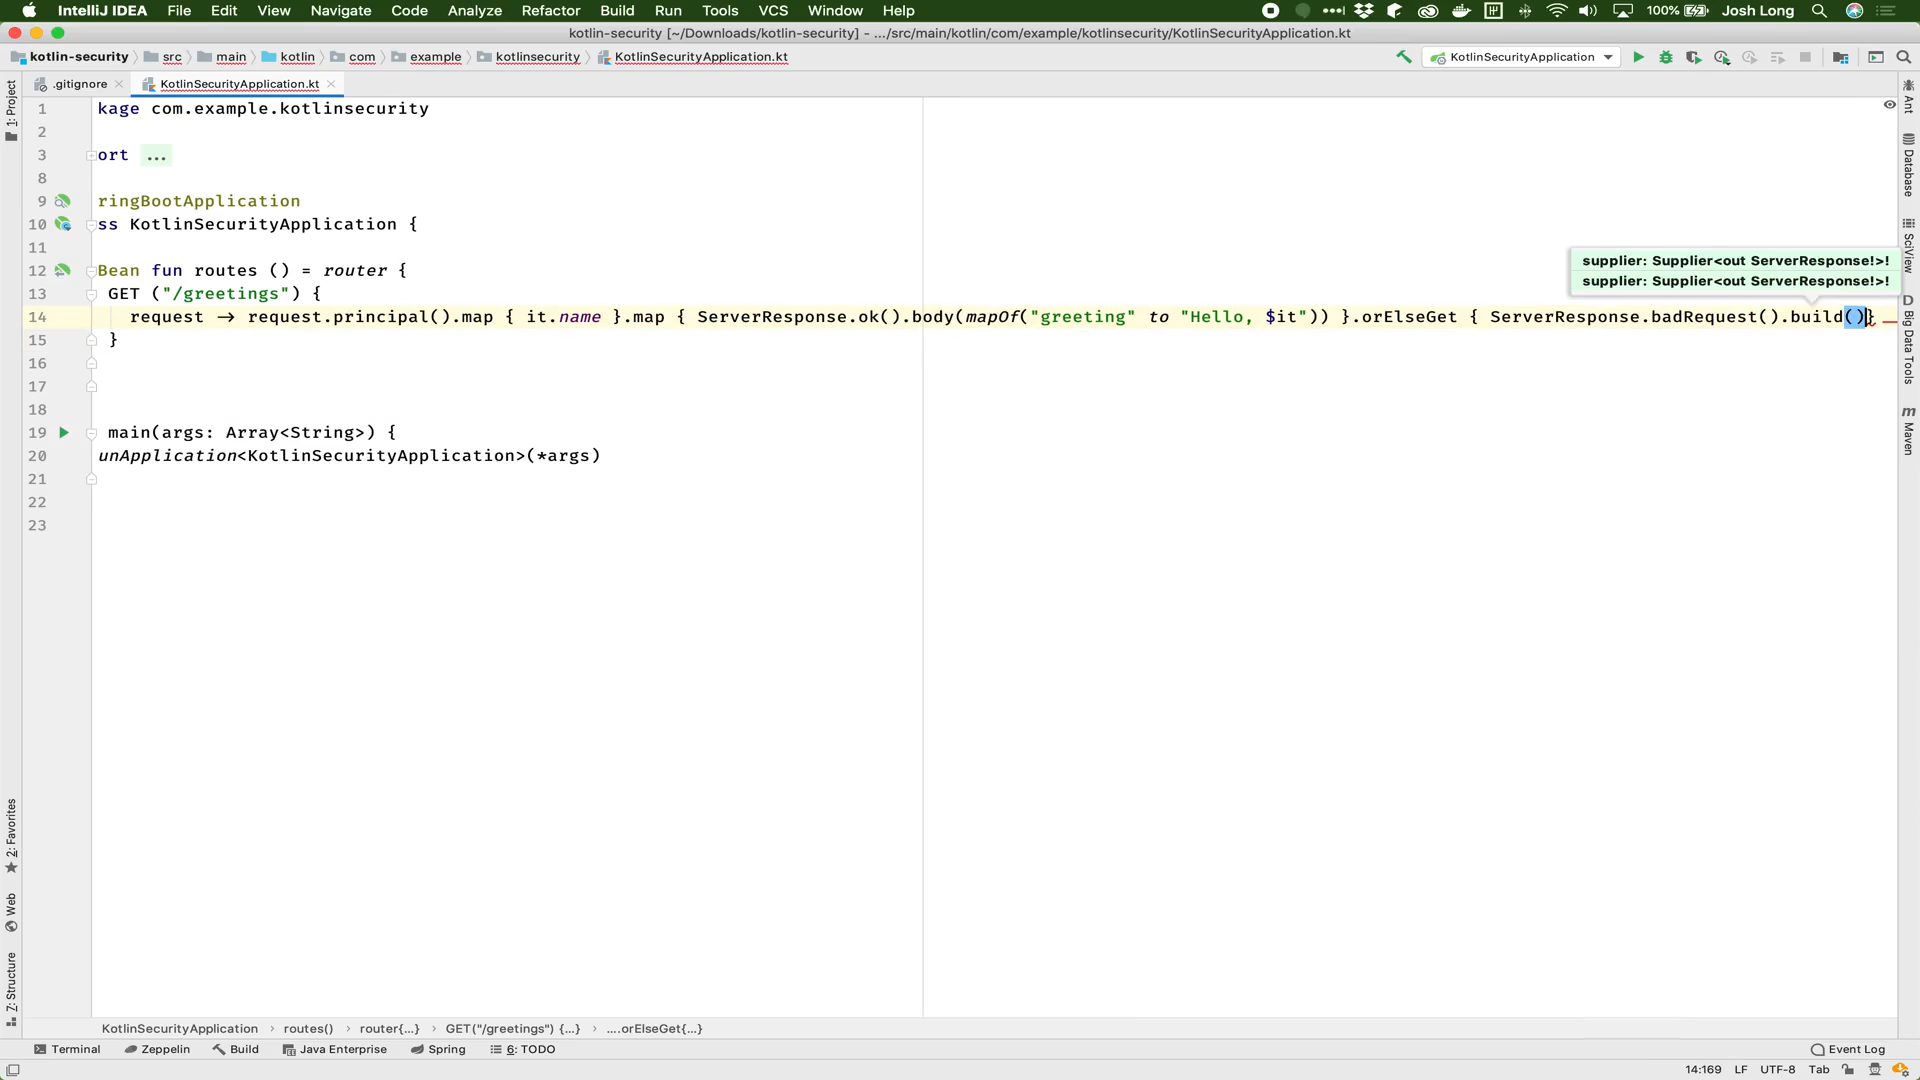 IntelliJ IDEA File Edit View Navigate Code Analyze Refactor Build Run Tools VCS Window Help 100% Josh Long
kotlin-security [~/Downloads/kotlin-security] - .../src/main/kotlin/com/example/kotlinsecurity/KotlinSecurityApplication.kt
kotlin-security src main kotlin com example kotlinsecurity KotlinSecurityApplication.kt KotlinSecurityApplication
.gitignore KotlinSecurityApplication.kt
1 kage com.example.kotlinsecurity
2
3 ort ...
8
9 ringBootApplication
10 ss KotlinSecurityApplication {
11
supplier: Supplier<out ServerResponse!>!
supplier: Supplier<out ServerResponse!>!
12 Bean fun routes () = router {
13 GET ("/greetings") {
14 request -> request.principal().map { it.name }.map { ServerResponse.ok().body(mapOf("greeting" to "Hello, $it")) }.orElseGet { ServerResponse.badRequest().build()}
15 }
16
17
18
19 main(args: Array<String>) {
20 unApplication<KotlinSecurityApplication>(*args)
21
22
23
1: Project
2: Favorites
Web
Z: Structure
Ant
Database
SciView
D Big Data Tools
m Maven
KotlinSecurityApplication › routes() › router{...} › GET("/greetings") {...} › ....orElseGet{...}
Terminal Zeppelin Build Java Enterprise Spring 6: TODO Event Log
14:169 LF UTF-8 Tab